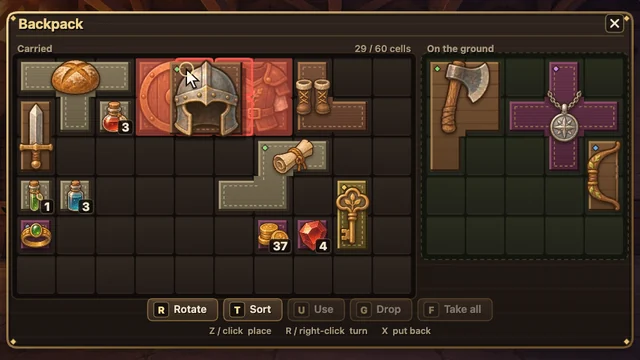 Backpack
Carried
29 / 60 cells
On the ground
3
1
3
37
4
R Rotate
T Sort
U Use
G Drop
F Take all
Z / click place R / right-click turn X put back